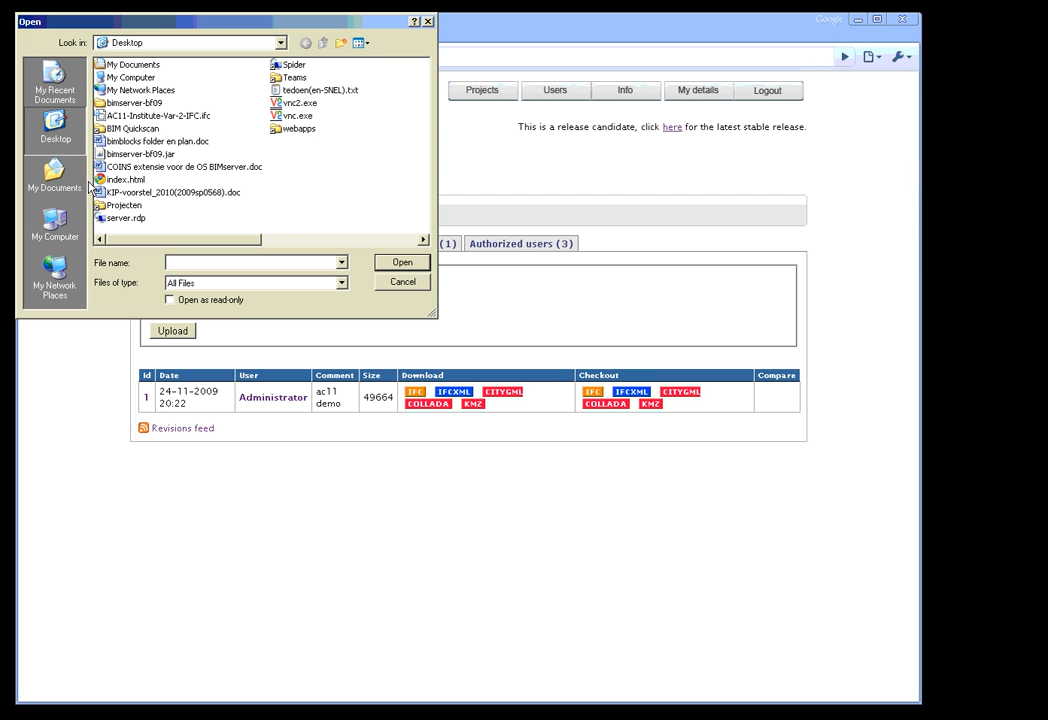 Open
Google
Look in: Desktop
My Recent
Documents
Desktop
My Documents
My Computer
My Network
Places
My Documents
My Computer
My Network Places
bimserver-bf09
AC11-Institute-Var-2-IFC.ifc
BIM Quickscan
bimblocks folder en plan.doc
bimserver-bf09.jar
COINS extensie voor de OS BIMserver.doc
index.html
KIP-voorstel_2010(2009sp0568).doc
Projecten
server.rdp
Spider
Teams
tedoen(en-SNEL).txt
vnc2.exe
vnc.exe
webapps
File name:
Open
Files of type: All Files
Cancel
Open as read-only
Projects Users Info My details Logout
This is a release candidate, click here for the latest stable release.
(1) Authorized users (3)
Upload
Id Date User Comment Size Download Checkout Compare
1 24-11-2009 20:22 Administrator ac11 demo 49664 IFC IFCXML CITYGML COLLADA KMZ IFC IFCXML CITYGML COLLADA KMZ
Revisions feed